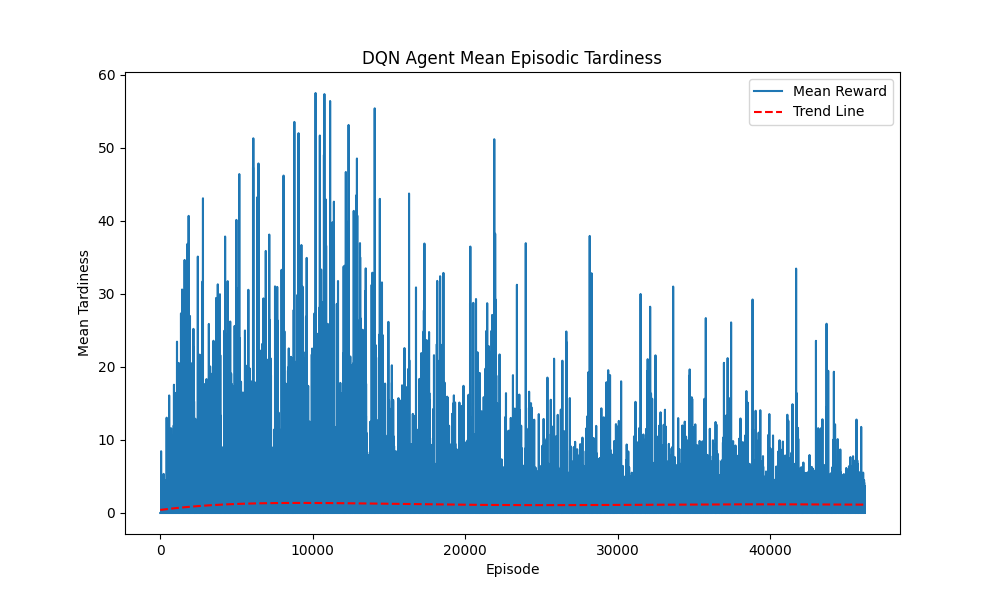 DQN Agent Mean Episodic Tardiness
Mean Reward
Trend Line
60
50
40
30
20
10
0
Mean Tardiness
0 10000 20000 30000 40000
Episode